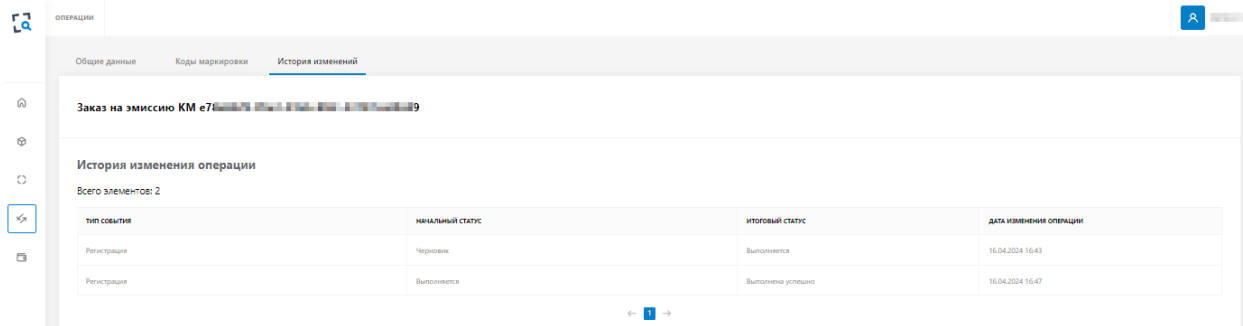 ОПЕРАЦИИ
Общие данные Коды маркировки История изменений
Заказ на эмиссию КМ
История изменения операции
Всего элементов: 2
ТИП СОБЫТИЯ НАЧАЛЬНЫЙ СТАТУС ИТОГОВЫЙ СТАТУС ДАТА ИЗМЕНЕНИЯ ОПЕРАЦИИ
Регистрация Черновик Выполняется 16.04.2024 16:43
Регистрация Выполняется Выполнена успешно 16.04.2024 16:47
← 1 →